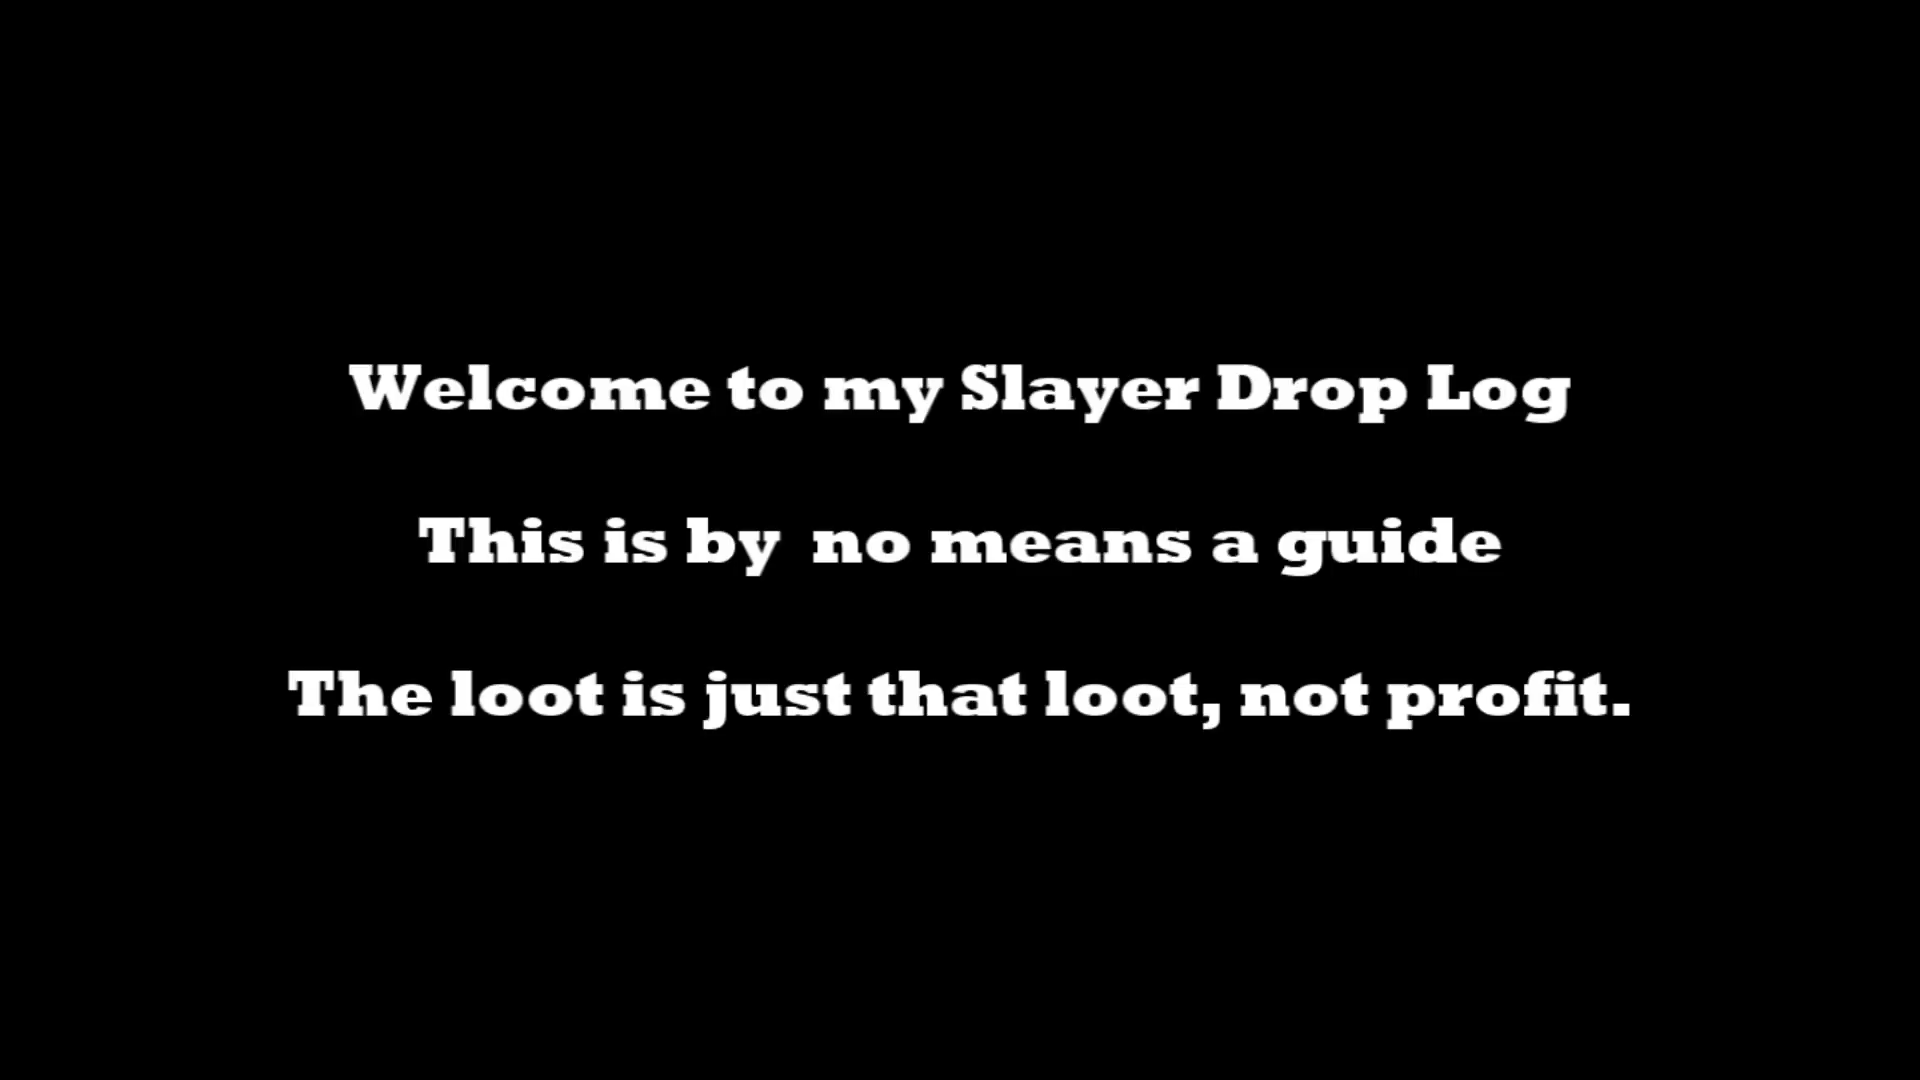 Welcome to my Slayer Drop Log
This is by  no means a guide
The loot is just that loot, not profit.